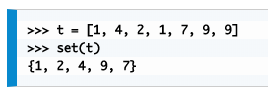 >>> t = [1, 4, 2, 1, 7, 9, 9]
>>> set(t)
{1, 2, 4, 9, 7}